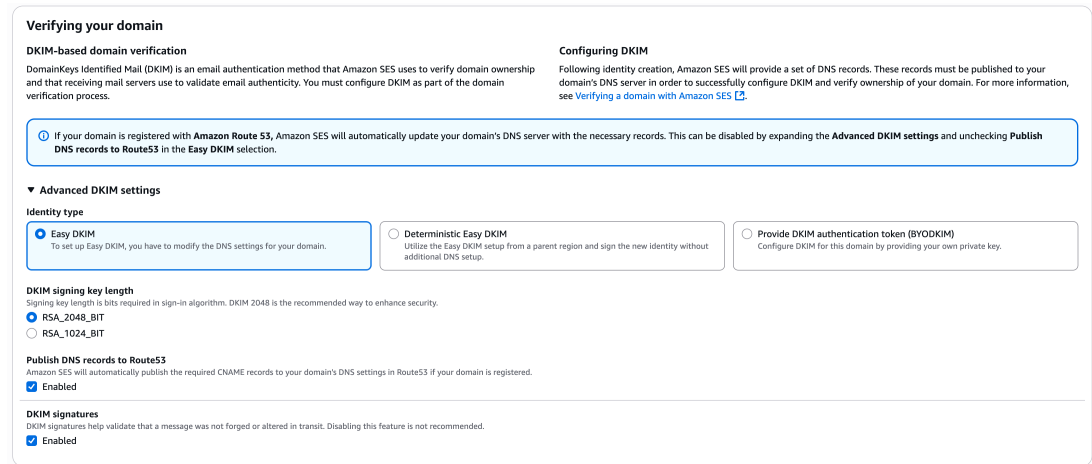 Verifying your domain
DKIM-based domain verification
DomainKeys Identified Mail (DKIM) is an email authentication method that Amazon SES uses to verify domain ownership
and that receiving mail servers use to validate email authenticity. You must configure DKIM as part of the domain
verification process.
Configuring DKIM
Following identity creation, Amazon SES will provide a set of DNS records. These records must be published to your
domain's DNS server in order to successfully configure DKIM and verify ownership of your domain. For more information,
see Verifying a domain with Amazon SES.
If your domain is registered with Amazon Route 53, Amazon SES will automatically update your domain's DNS server with the necessary records. This can be disabled by expanding the Advanced DKIM settings and unchecking Publish
DNS records to Route53 in the Easy DKIM selection.
Advanced DKIM settings
Identity type
Easy DKIM
To set up Easy DKIM, you have to modify the DNS settings for your domain.
Deterministic Easy DKIM
Utilize the Easy DKIM setup from a parent region and sign the new identity without
additional DNS setup.
Provide DKIM authentication token (BYODKIM)
Configure DKIM for this domain by providing your own private key.
DKIM signing key length
Signing key length is bits required in sign-in algorithm. DKIM 2048 is the recommended way to enhance security.
RSA_2048_BIT
RSA_1024_BIT
Publish DNS records to Route53
Amazon SES will automatically publish the required CNAME records to your domain's DNS settings in Route53 if your domain is registered.
Enabled
DKIM signatures
DKIM signatures help validate that a message was not forged or altered in transit. Disabling this feature is not recommended.
Enabled